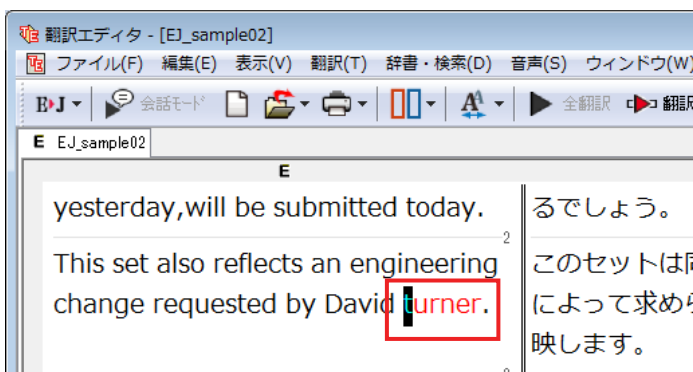 翻訳エディタ - [EJ_sample02]
ファイル(F) 編集(E) 表示(V) 翻訳(T) 辞書・検索(D) 音声(S) ウィンドウ(W)
E▸J 会話モード A A 全翻訳 翻訳
E EJ_sample02
E
yesterday,will be submitted today.
るでしょう。
2
This set also reflects an engineering
change requested by David turner.
このセットは
によって求め
映します。